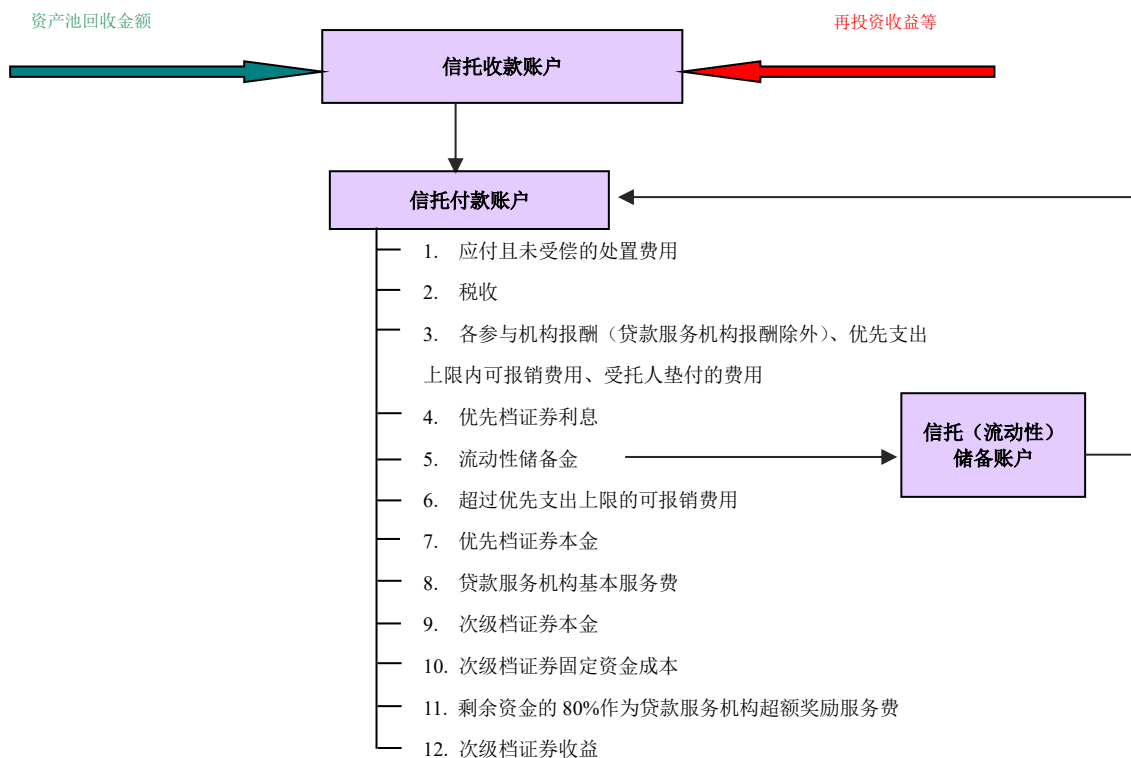 资产池回收金额
再投资收益等
信托收款账户
信托付款账户
1. 应付且未受偿的处置费用
2. 税收
3. 各参与机构报酬（贷款服务机构报酬除外）、优先支出
上限内可报销费用、受托人垫付的费用
4. 优先档证券利息
5. 流动性储备金
信托（流动性）
储备账户
6. 超过优先支出上限的可报销费用
7. 优先档证券本金
8. 贷款服务机构基本服务费
9. 次级档证券本金
10. 次级档证券固定资金成本
11. 剩余资金的 80%作为贷款服务机构超额奖励服务费
12. 次级档证券收益